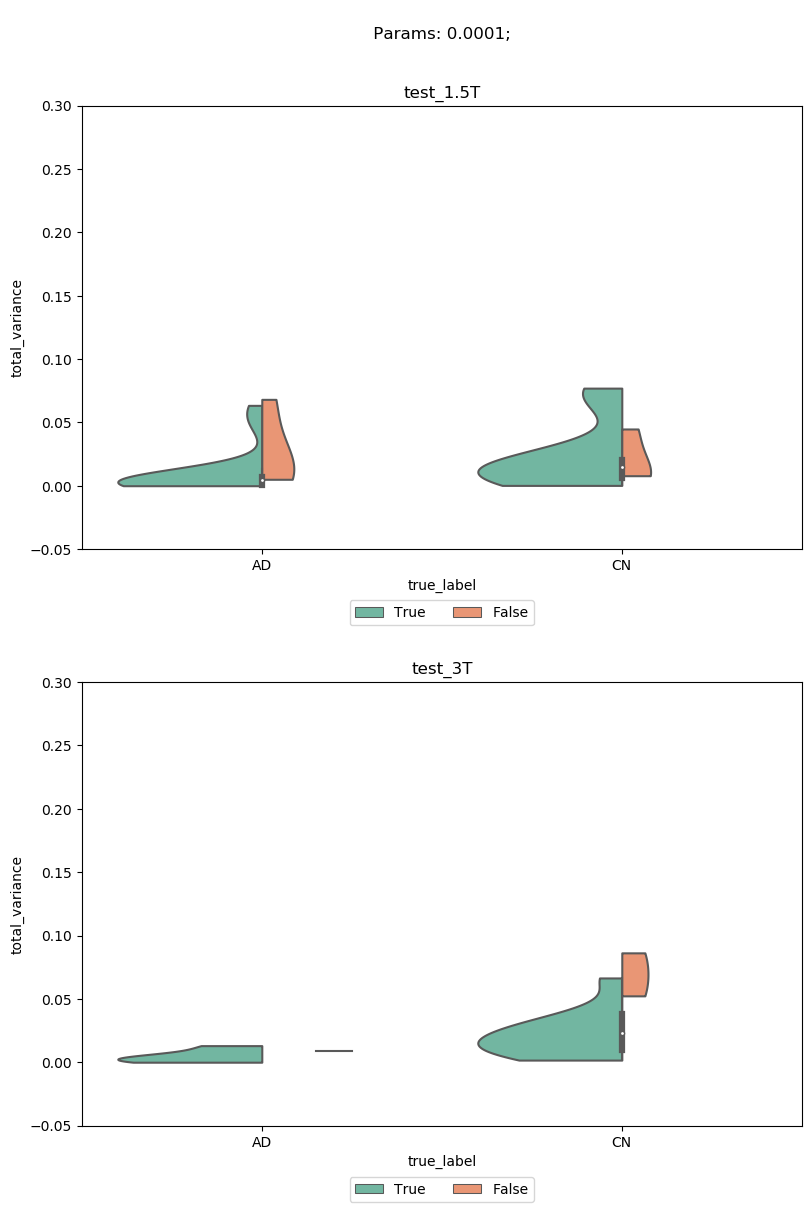 Params: 0.0001;
test_1.5T
0.30
0.25
0.20
0.15
0.10
0.05
0.00
−0.05
total_variance
AD CN
true_label
True False
test_3T
0.30
0.25
0.20
0.15
0.10
0.05
0.00
−0.05
total_variance
AD CN
true_label
True False